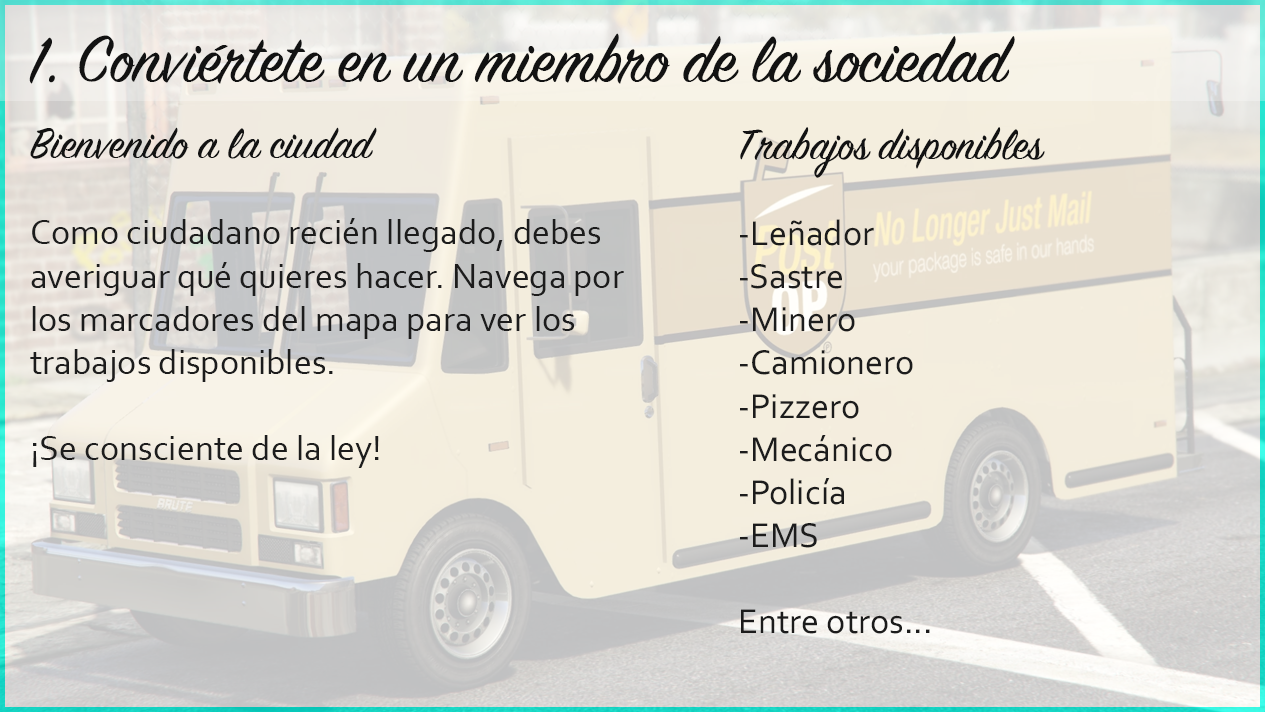 1. Conviértete en un miembro de la sociedad
Bienvenido a la ciudad
Como ciudadano recién llegado, debes
averiguar qué quieres hacer. Navega por
los marcadores del mapa para ver los
trabajos disponibles.
¡Se consciente de la ley!
Trabajos disponibles
-Leñador
-Sastre
-Minero
-Camionero
-Pizzero
-Mecánico
-Policía
-EMS
Entre otros...
Post
OP
No Longer Just Mail
your package is safe in our hands
BRUTE